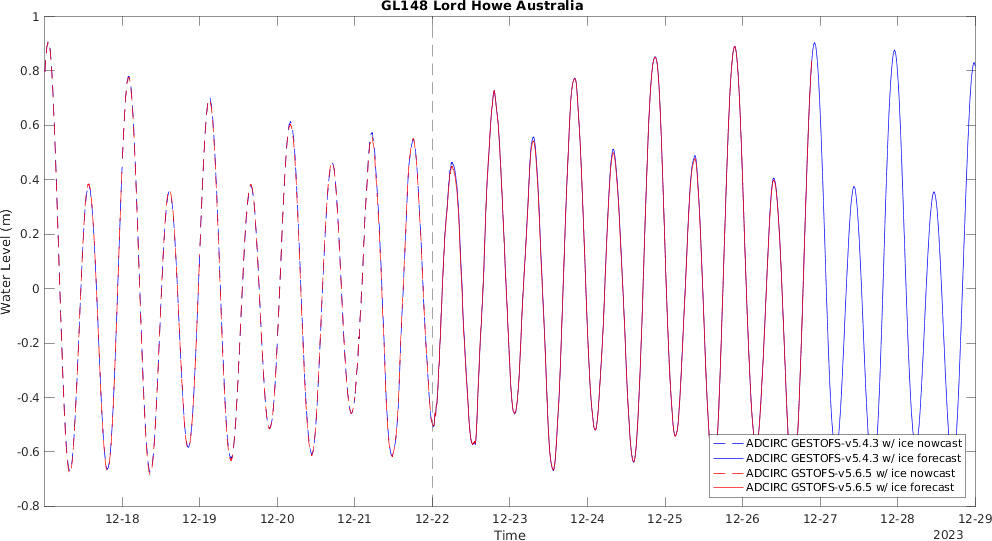 GL148 Lord Howe Australia
1
0.8
0.6
0.4
0.2
0
-0.2
-0.4
-0.6
-0.8
Water Level (m)
ADCIRC GESTOFS-v5.4.3 w/ ice nowcast
ADCIRC GESTOFS-v5.4.3 w/ ice forecast
ADCIRC GSTOFS-v5.6.5 w/ ice nowcast
ADCIRC GSTOFS-v5.6.5 w/ ice forecast
12-18 12-19 12-20 12-21 12-22 12-23 12-24 12-25 12-26 12-27 12-28 12-29
Time
2023